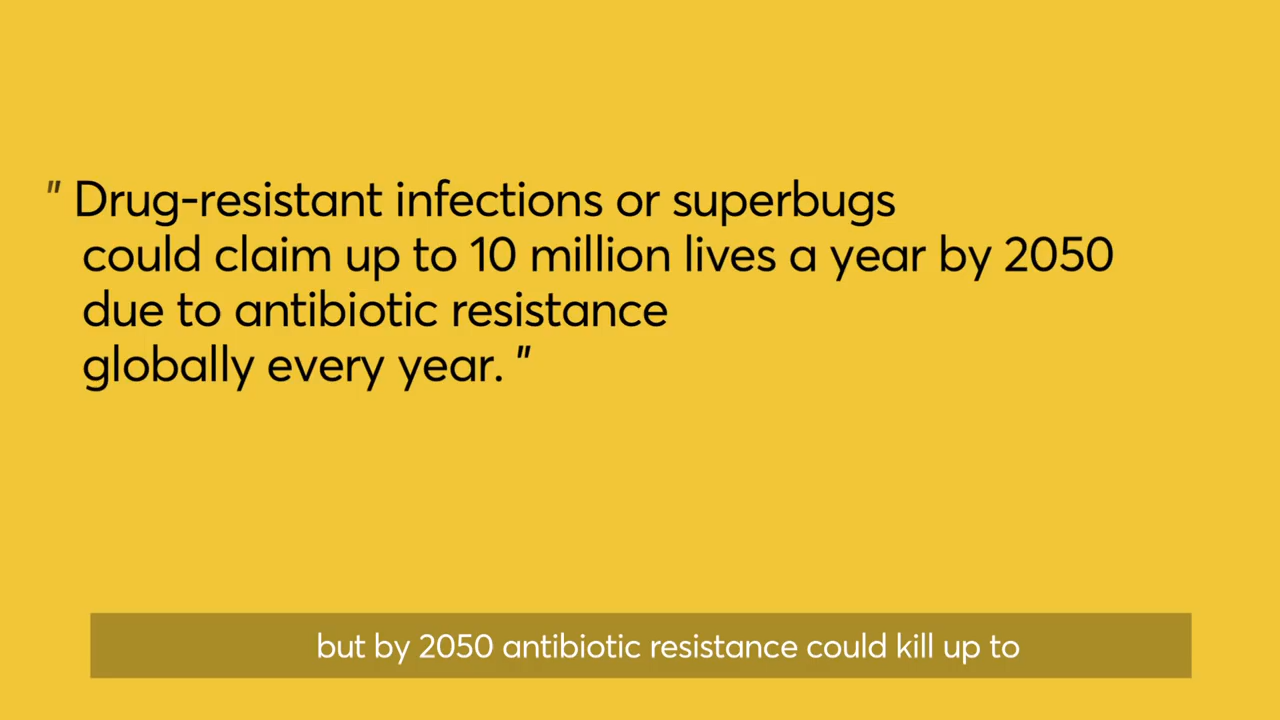 " Drug-resistant infections or superbugs
could claim up to 10 million lives a year by 2050
due to antibiotic resistance
globally every year. "
but by 2050 antibiotic resistance could kill up to